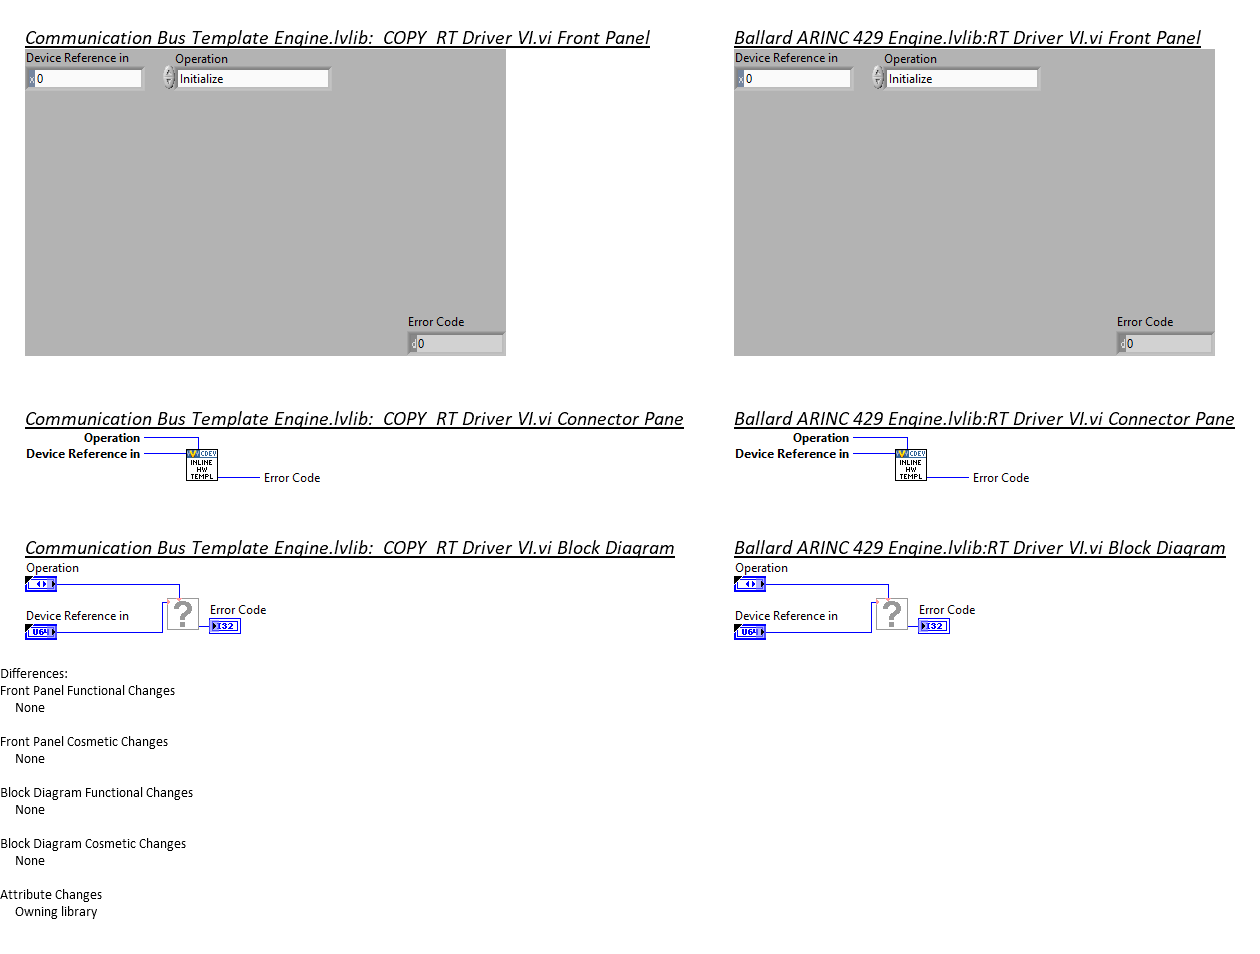 Communication Bus Template Engine.lvlib:  COPY  RT Driver VI.vi Front Panel
Device Reference in
Operation
x 0
Initialize
Error Code
d 0
Ballard ARINC 429 Engine.lvlib:RT Driver VI.vi Front Panel
Device Reference in
Operation
x 0
Initialize
Error Code
d 0
Communication Bus Template Engine.lvlib:  COPY  RT Driver VI.vi Connector Pane
Operation
Device Reference in
CDEV
INLINE
HW
TEMPL
Error Code
Ballard ARINC 429 Engine.lvlib:RT Driver VI.vi Connector Pane
Operation
Device Reference in
CDEV
INLINE
HW
TEMPL
Error Code
Communication Bus Template Engine.lvlib:  COPY  RT Driver VI.vi Block Diagram
Operation
Device Reference in
U64
?
Error Code
I32
Ballard ARINC 429 Engine.lvlib:RT Driver VI.vi Block Diagram
Operation
Device Reference in
U64
?
Error Code
I32
Differences:
Front Panel Functional Changes
None
Front Panel Cosmetic Changes
None
Block Diagram Functional Changes
None
Block Diagram Cosmetic Changes
None
Attribute Changes
Owning library